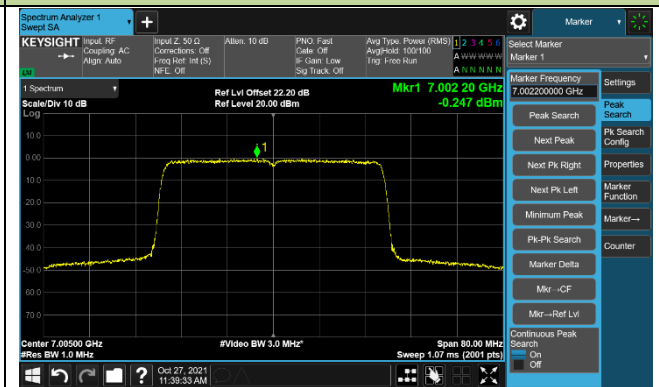 Spectrum Analyzer 1
Swept SA
+
Marker
KEYSIGHT
Input: RF
Coupling: AC
Align: Auto
Input Z: 50 Ω
Corrections: Off
Freq Ref: Int (S)
NFE: Off
Atten: 10 dB
PNO: Fast
Gate: Off
IF Gain: Low
Sig Track: Off
Avg Type: Power (RMS)
Avg|Hold: 100/100
Trig: Free Run
1 2 3 4 5 6
A W W W W W
A N N N N N
LXI
Select Marker
Marker 1
1 Spectrum
Scale/Div 10 dB
Log
Ref Lvl Offset 22.20 dB
Ref Level 20.00 dBm
Mkr1 7.002 20 GHz
-0.247 dBm
Marker Frequency
7.002200000 GHz
Peak Search
Next Peak
Next Pk Right
Next Pk Left
Minimum Peak
Pk-Pk Search
Marker Delta
Mkr→CF
Mkr→Ref Lvl
Continuous Peak
Search
On
Off
Settings
Peak
Search
Pk Search
Config
Properties
Marker
Function
Marker→
Counter
1
10.0
0.00
-10.0
-20.0
-30.0
-40.0
-50.0
-60.0
-70.0
Center 7.00500 GHz
#Res BW 1.0 MHz
#Video BW 3.0 MHz*
Span 80.00 MHz
Sweep 1.07 ms (2001 pts)
?
Oct 27, 2021
11:39:33 AM